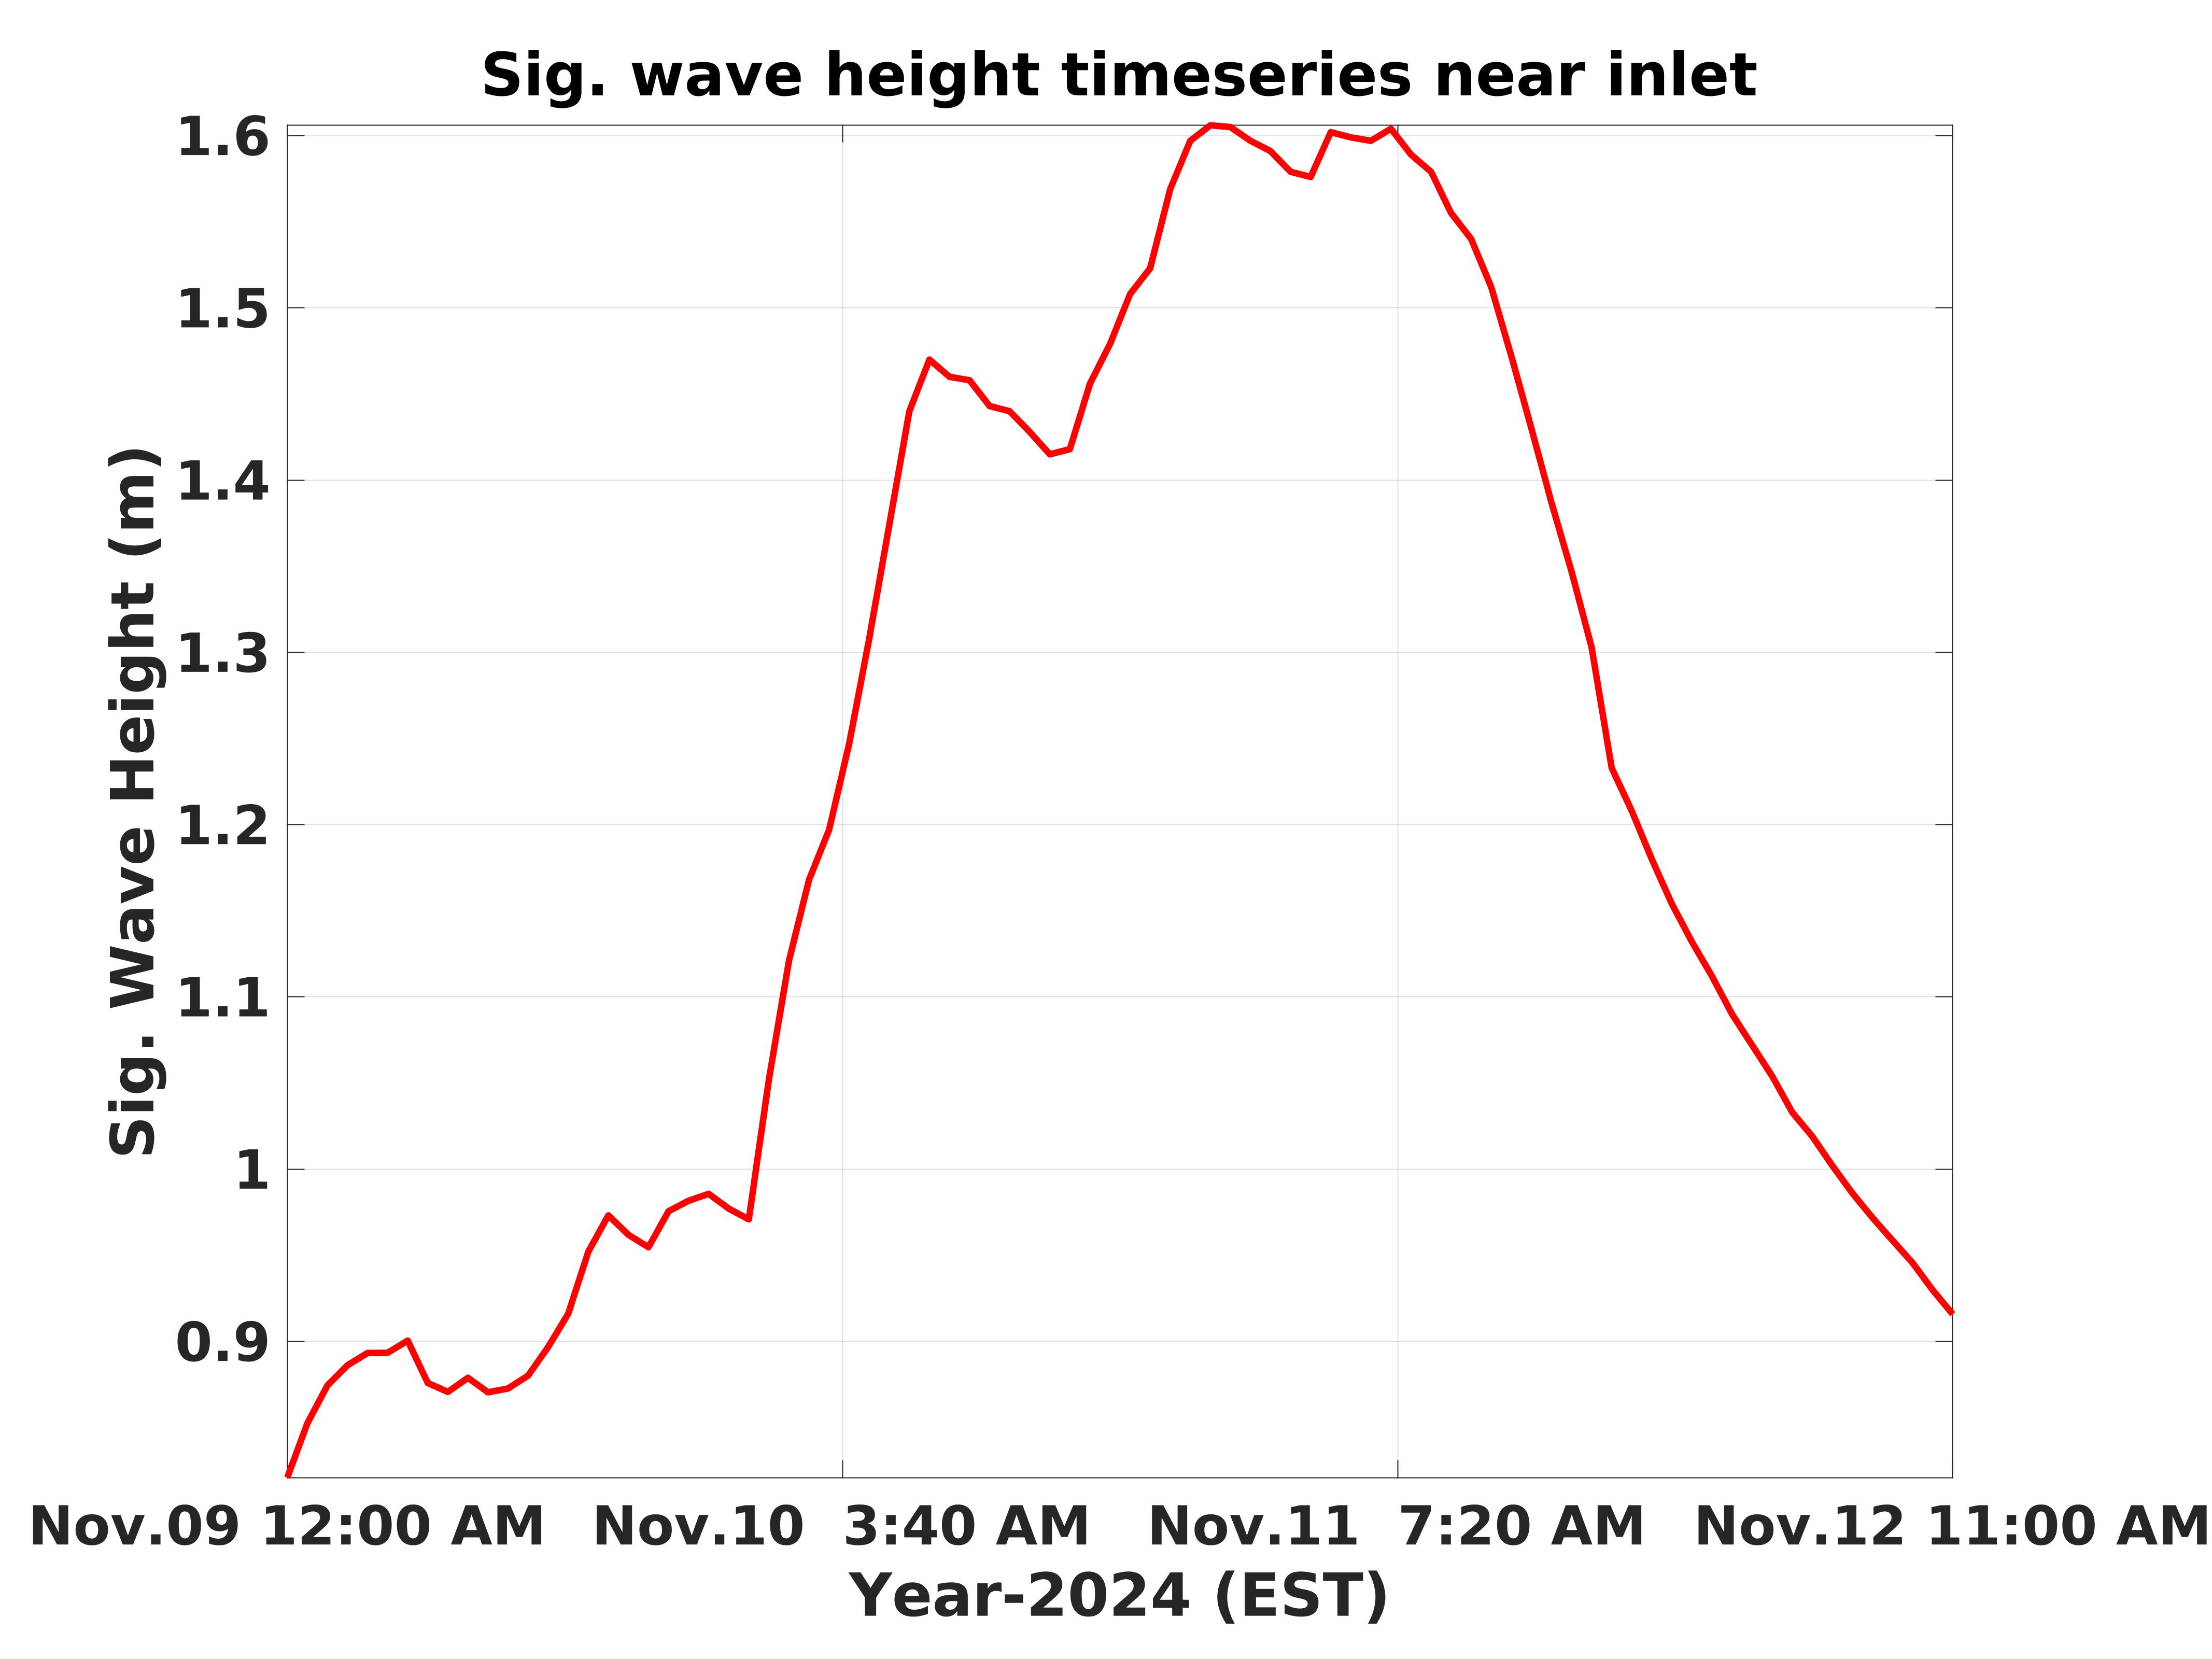 Sig. wave height timeseries near inlet
Sig. Wave Height (m)
1.6
1.5
1.4
1.3
1.2
1.1
1
0.9
Nov.09 12:00 AM
Nov.10 3:40 AM
Nov.11 7:20 AM
Nov.12 11:00 AM
Year-2024 (EST)